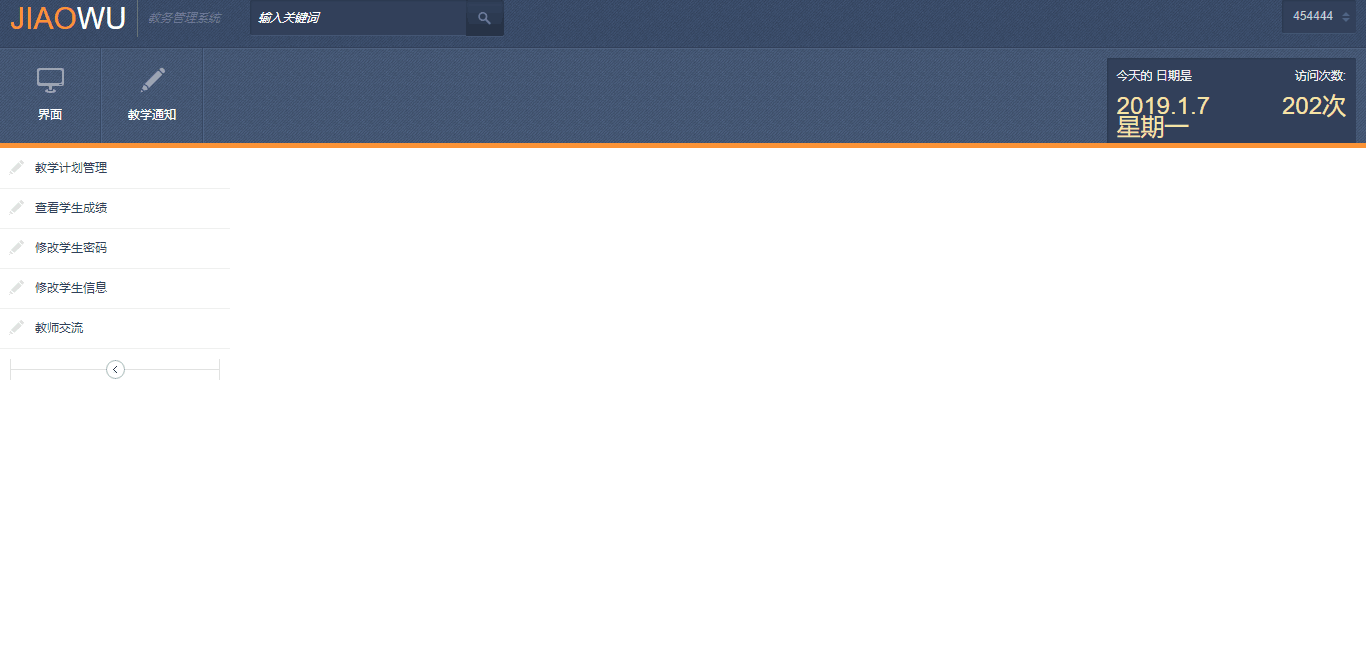 JIAOWU
教务管理系统
输入关键词
454444
界面
教学通知
今天的 日期是
访问次数:
2019.1.7
星期一
202次
教学计划管理
查看学生成绩
修改学生密码
修改学生信息
教师交流